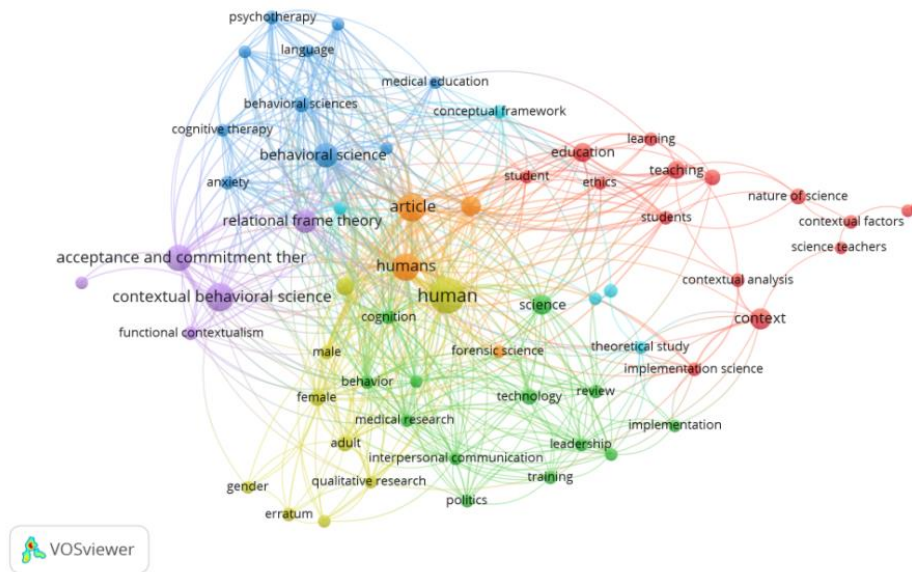 psychotherapy
language
medical education
behavioral sciences
conceptual framework
cognitive therapy
learning
behavioral science
education
teaching
anxiety
student
ethics
nature of science
article
relational frame theory
students
contextual factors
science teachers
acceptance and commitment ther
humans
contextual analysis
contextual behavioral science
human
science
cognition
context
functional contextualism
theoretical study
male
forensic science
implementation science
behavior
female
technology
review
medical research
implementation
adult
leadership
interpersonal communication
training
qualitative research
gender
politics
erratum
VOSviewer